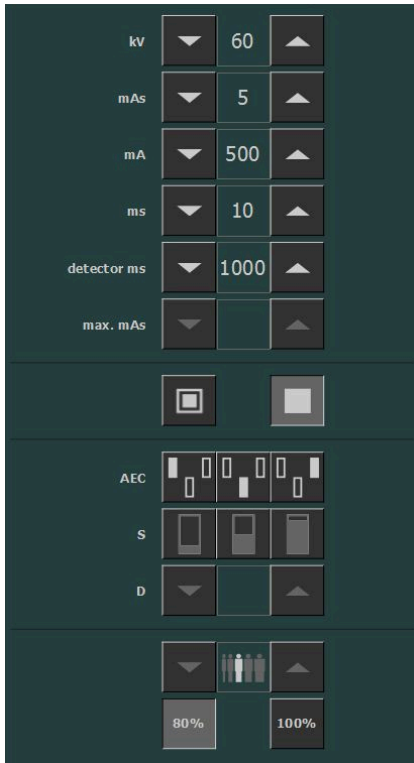 kV 60
mAs 5
mA 500
ms 10
detector ms 1000
max. mAs
AEC
S
D
80% 100%